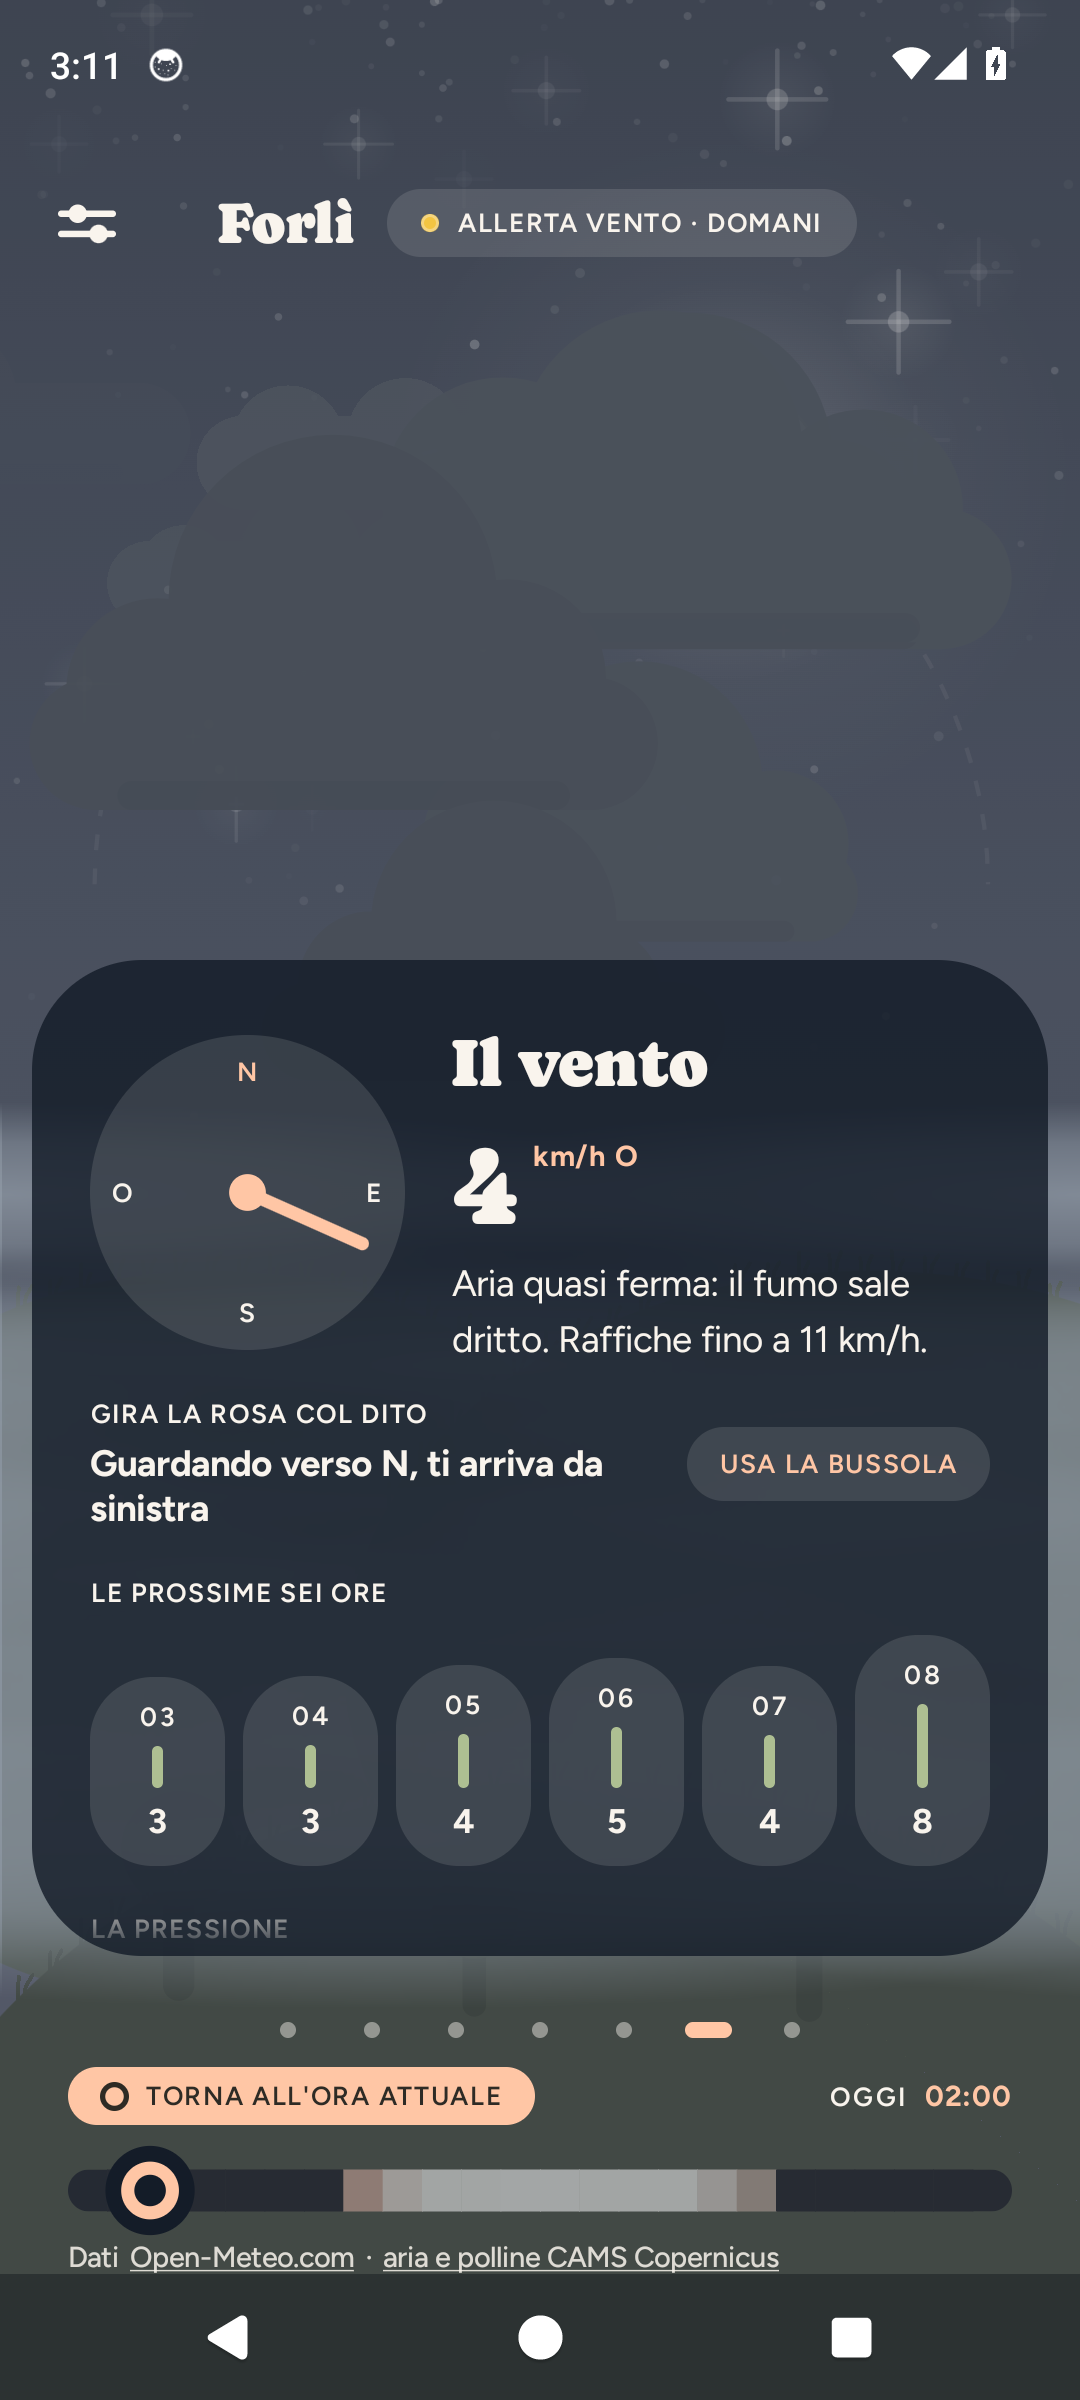 3:11
Forlì
ALLERTA VENTO · DOMANI
N
O
E
S
Il vento
4 km/h O
Aria quasi ferma: il fumo sale
dritto. Raffiche fino a 11 km/h.
GIRA LA ROSA COL DITO
Guardando verso N, ti arriva da
sinistra
USA LA BUSSOLA
LE PROSSIME SEI ORE
03 04 05 06 07 08
3 3 4 5 4 8
LA PRESSIONE
TORNA ALL'ORA ATTUALE
OGGI 02:00
Dati Open-Meteo.com · aria e polline CAMS Copernicus